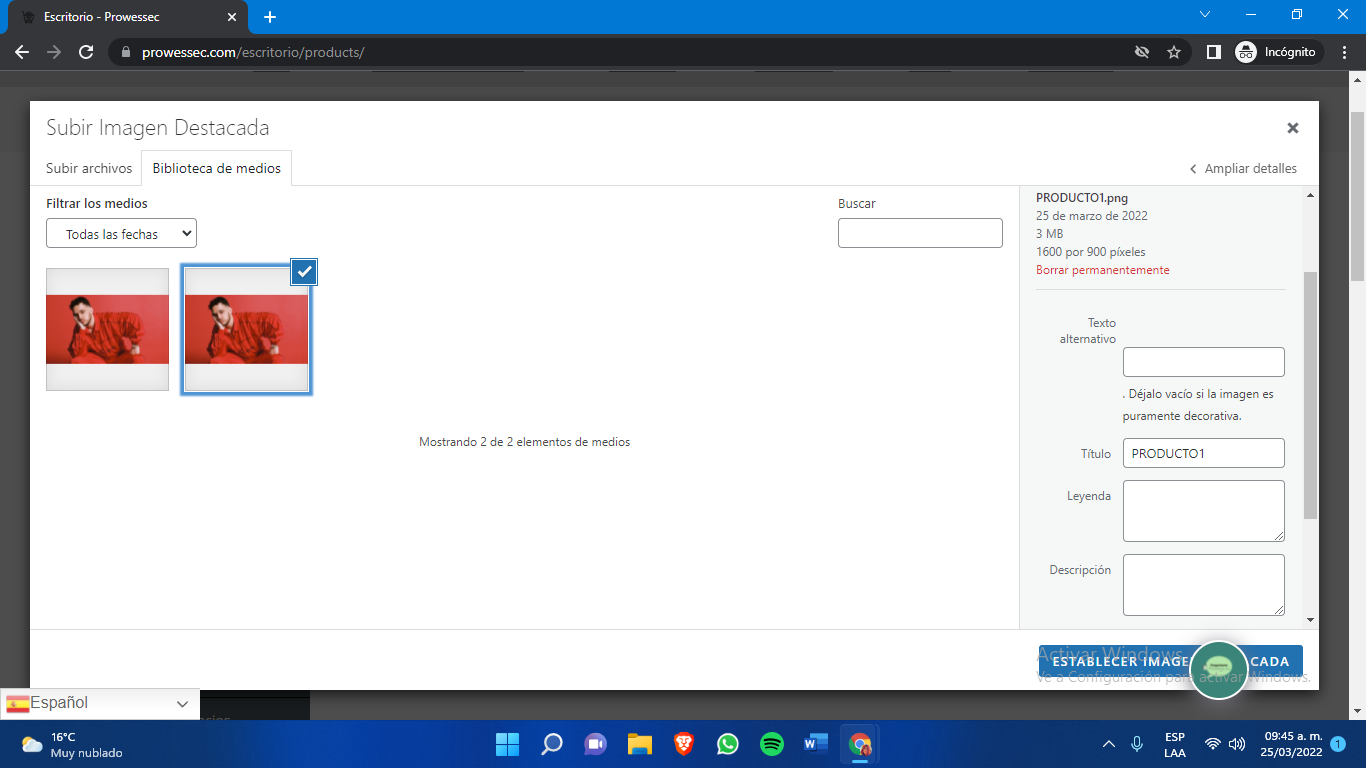 Escritorio - Prowessec
prowessec.com/escritorio/products/
Incógnito
Subir Imagen Destacada
Subir archivos
Biblioteca de medios
Ampliar detalles
Filtrar los medios
Todas las fechas
Buscar
Mostrando 2 de 2 elementos de medios
PRODUCTO1.png
25 de marzo de 2022
3 MB
1600 por 900 píxeles
Borrar permanentemente
Texto
alternativo
. Déjalo vacío si la imagen es
puramente decorativa.
Título
PRODUCTO1
Leyenda
Descripción
ESTABLECER IMAGE CADA
Activar Windows
Ve a Configuración para activar Windows.
Español
16°C
Muy nublado
ESP
LAA
09:45 a. m.
25/03/2022
1